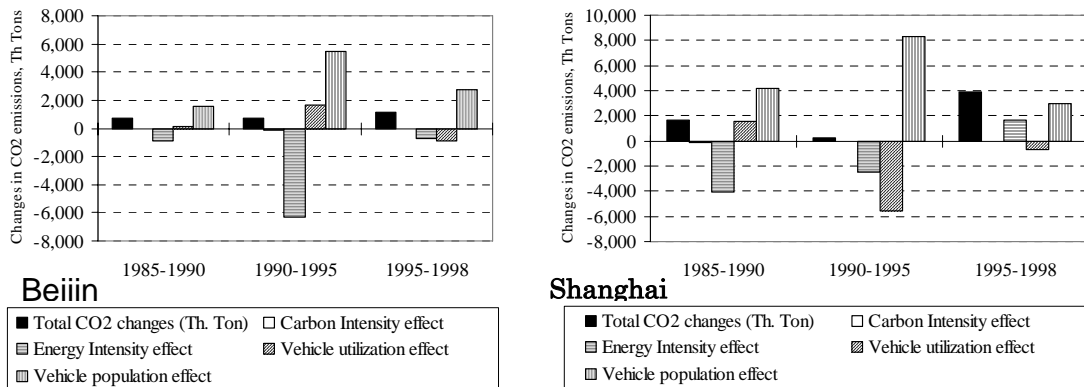 Changes in CO2 emissions, Th Tons
8,000
6,000
4,000
2,000
0
-2,000
-4,000
-6,000
-8,000
1985-1990 1990-1995 1995-1998
Beijin
Total CO2 changes (Th. Ton) Carbon Intensity effect
Energy Intensity effect Vehicle utilization effect
Vehicle population effect
Changes in CO2 emissions, Th Tons
10,000
8,000
6,000
4,000
2,000
0
-2,000
-4,000
-6,000
-8,000
1985-1990 1990-1995 1995-1998
Shanghai
Total CO2 changes (Th. Ton) Carbon Intensity effect
Energy Intensity effect Vehicle utilization effect
Vehicle population effect